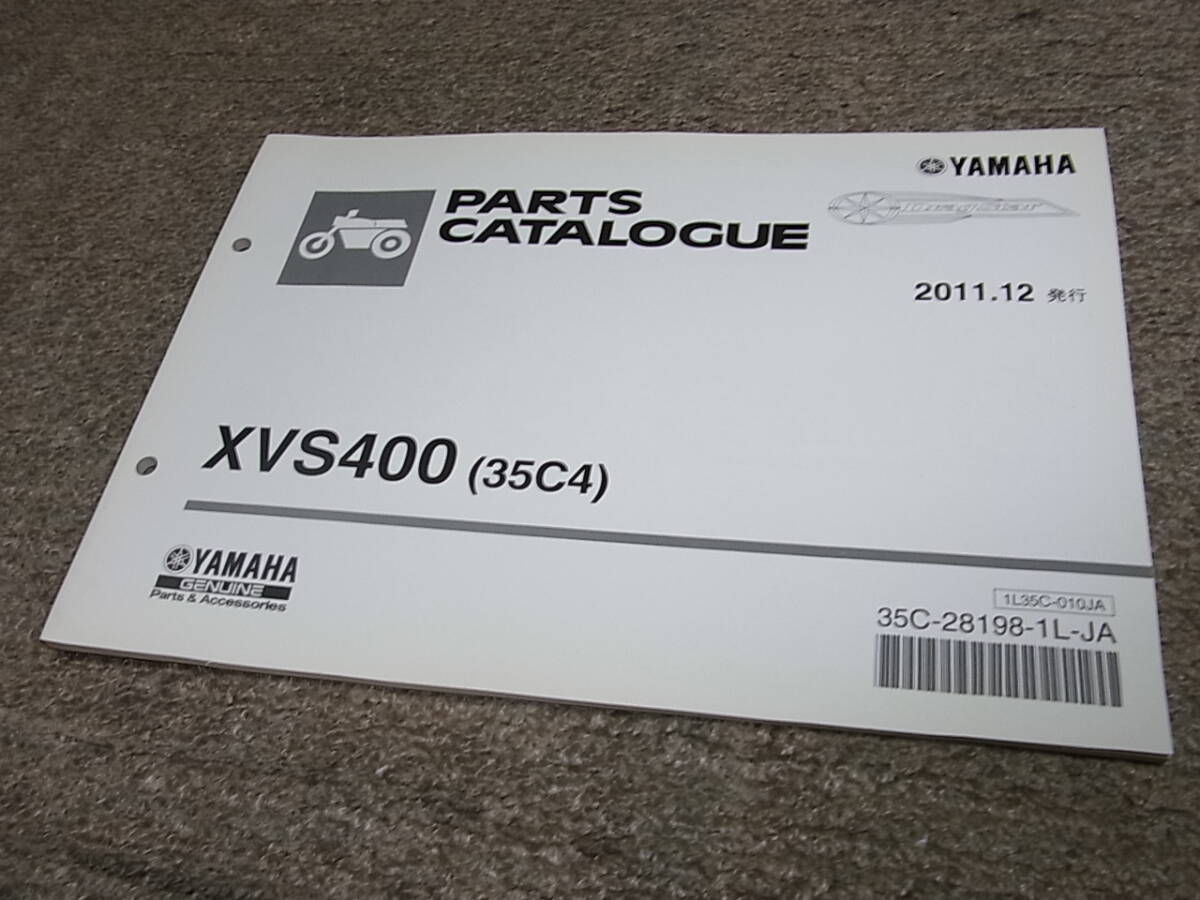 YAMAHA
PARTS
CATALOGUE
2011.12 発行
XVS400 (35C4)
YAMAHA
GENUINE
Parts & Accessories
1L35C-010JA
35C-28198-1L-JA